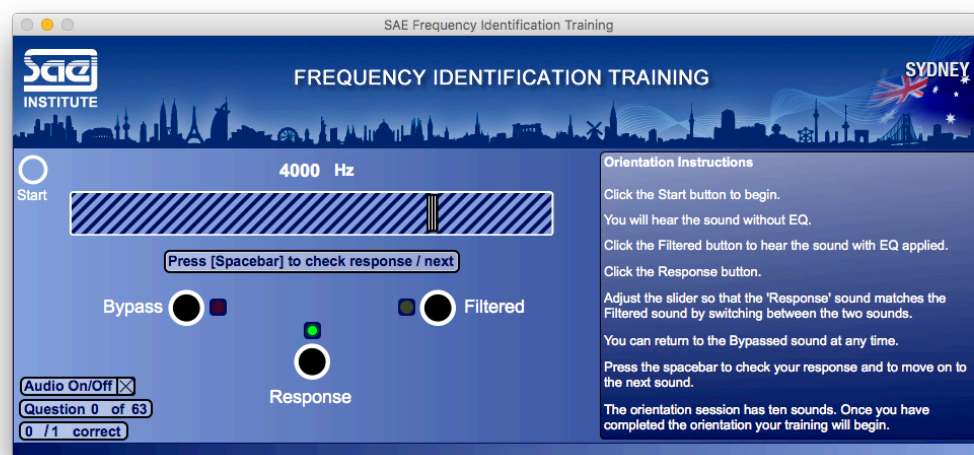 SAE Frequency Identification Training
sae
INSTITUTE
FREQUENCY IDENTIFICATION TRAINING
SYDNEY
Start
4000 Hz
Press [Spacebar] to check response / next
Bypass
Filtered
Response
Audio On/Off
Question 0 of 63
0 / 1 correct
Orientation Instructions
Click the Start button to begin.
You will hear the sound without EQ.
Click the Filtered button to hear the sound with EQ applied.
Click the Response button.
Adjust the slider so that the 'Response' sound matches the
Filtered sound by switching between the two sounds.
You can return to the Bypassed sound at any time.
Press the spacebar to check your response and to move on to
the next sound.
The orientation session has ten sounds. Once you have
completed the orientation your training will begin.